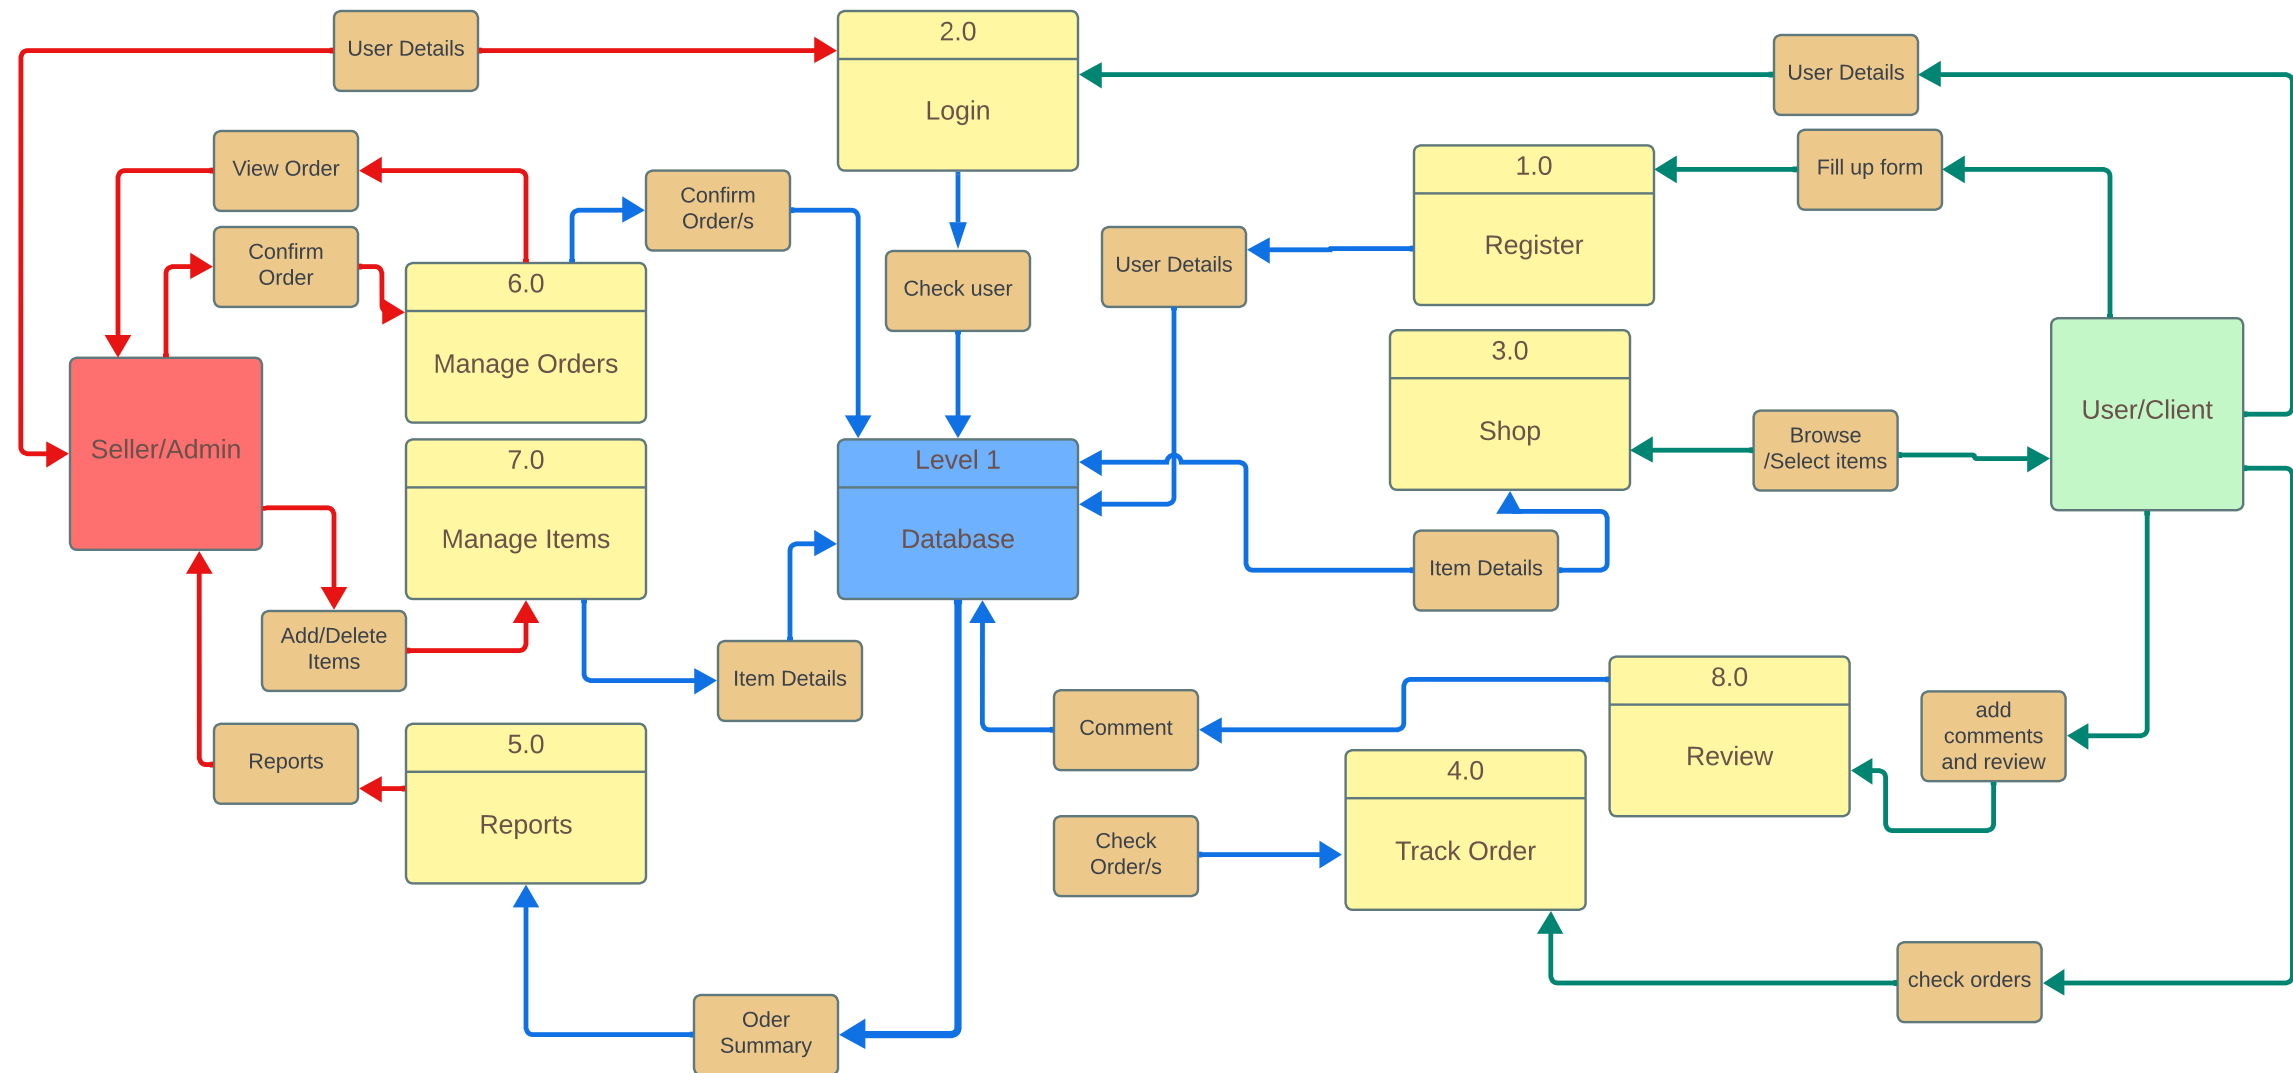 User Details
2.0
Login
User Details
View Order
Confirm
Order/s
1.0
Register
Fill up form
Confirm
Order
6.0
Manage Orders
Check user
User Details
Seller/Admin
3.0
Shop
Browse
/Select items
User/Client
7.0
Manage Items
Level 1
Database
Item Details
Add/Delete
Items
Item Details
Reports
5.0
Reports
Comment
8.0
Review
add
comments
and review
4.0
Track Order
Check
Order/s
check orders
Oder
Summary